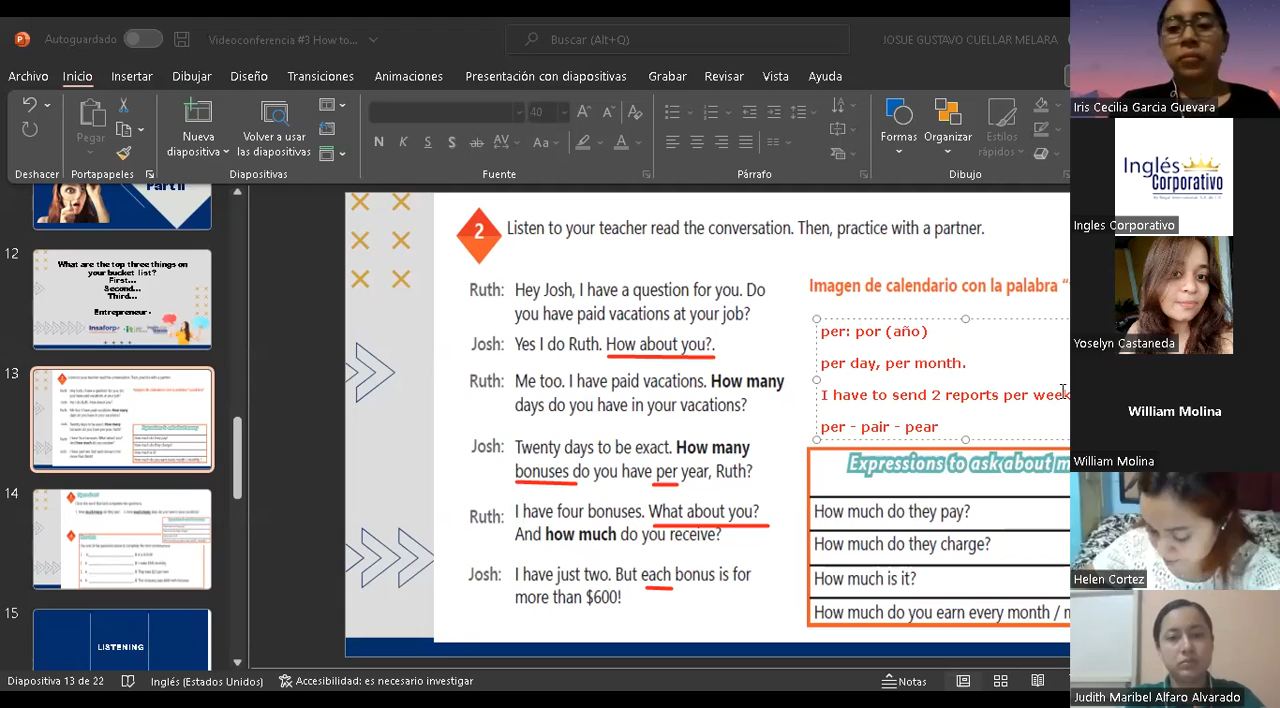 Autoguardado
Videoconferencia #3 How to...
Buscar (Alt+Q)
JOSUE GUSTAVO CUELLAR MELARA
Archivo
Inicio
Insertar
Dibujar
Diseño
Transiciones
Animaciones
Presentación con diapositivas
Grabar
Revisar
Vista
Ayuda
Pegar
Nueva
diapositiva
Volver a usar
las diapositivas
40
N K S S ab AV Aa A
Formas
Organizar
Estilos
rápidos
Deshacer
Portapapeles
Diapositivas
Fuente
Párrafo
Dibujo
Part II
12
What are the top three things on
your bucket list?
First...
Second...
Third...
Entrepreneur
Insaforp
13
14
15
LISTENING
2
Listen to your teacher read the conversation. Then, practice with a partner.
Ruth: Hey Josh, I have a question for you. Do
you have paid vacations at your job?
Josh: Yes I do Ruth. How about you?.
Ruth: Me too. I have paid vacations. How many
days do you have in your vacations?
Josh: Twenty days, to be exact. How many
bonuses do you have per year, Ruth?
Ruth: I have four bonuses. What about you?
And how much do you receive?
Josh: I have just two. But each bonus is for
more than $600!
Imagen de calendario con la palabra "
per: por (año)
per day, per month.
I have to send 2 reports per week
per - pair - pear
Expressions to ask about m
How much do they pay?
How much do they charge?
How much is it?
How much do you earn every month / m
Diapositiva 13 de 22
Inglés (Estados Unidos)
Accesibilidad: es necesario investigar
Notas
Iris Cecilia Garcia Guevara
Inglés
Corporativo
Ingles Corporativo
Yoselyn Castaneda
William Molina
William Molina
Helen Cortez
Judith Maribel Alfaro Alvarado